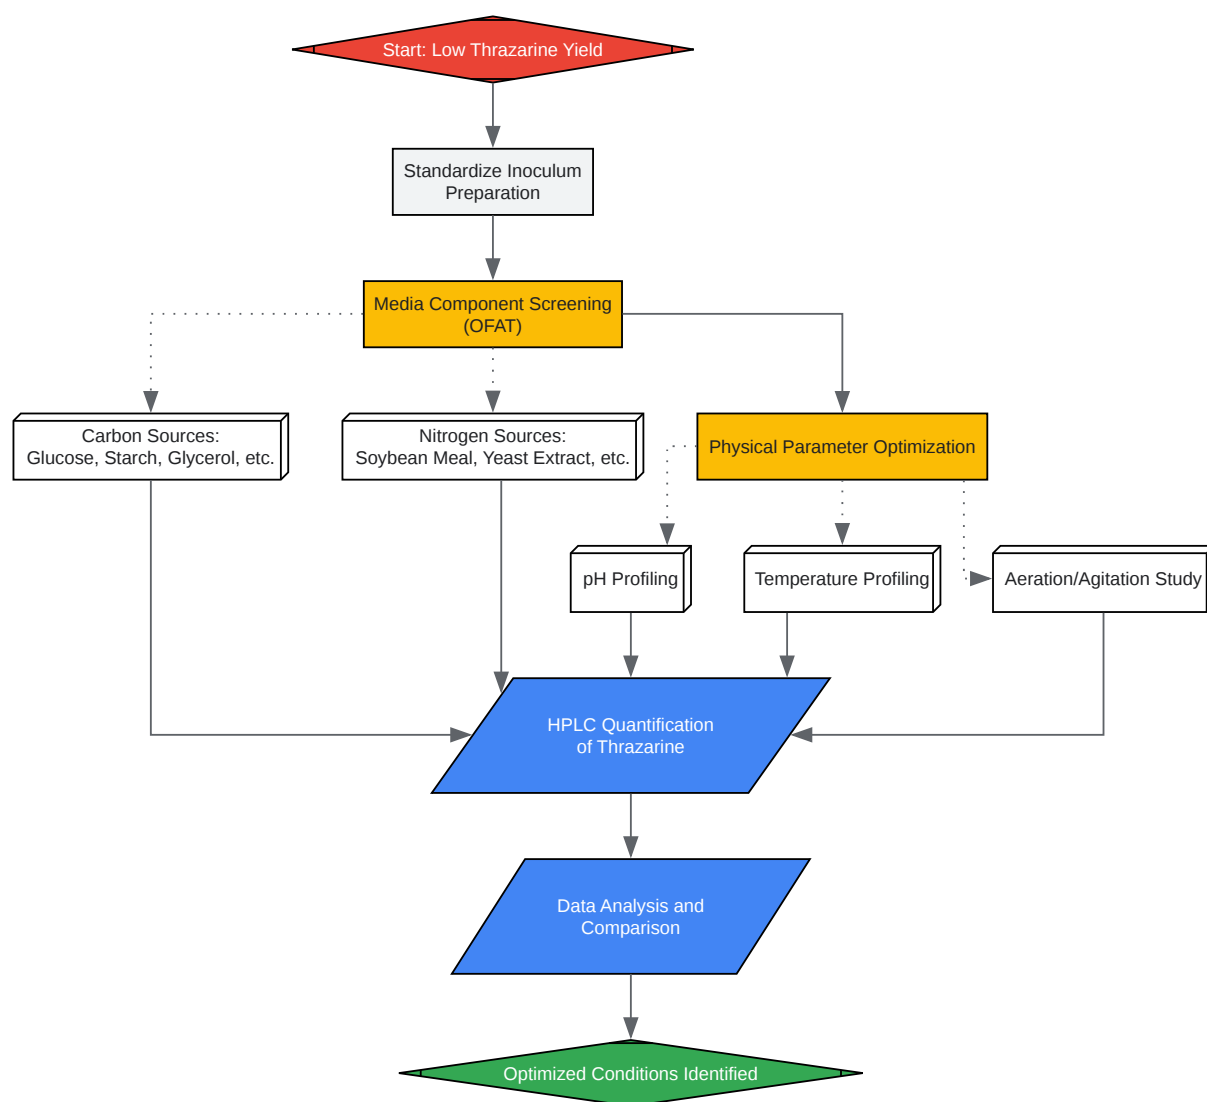 Start: Low Thrazarine Yield
Standardize Inoculum
Preparation
Media Component Screening
(OFAT)
Carbon Sources:
Glucose, Starch, Glycerol, etc.
Nitrogen Sources:
Soybean Meal, Yeast Extract, etc.
Physical Parameter Optimization
pH Profiling
Temperature Profiling
Aeration/Agitation Study
HPLC Quantification
of Thrazarine
Data Analysis and
Comparison
Optimized Conditions Identified